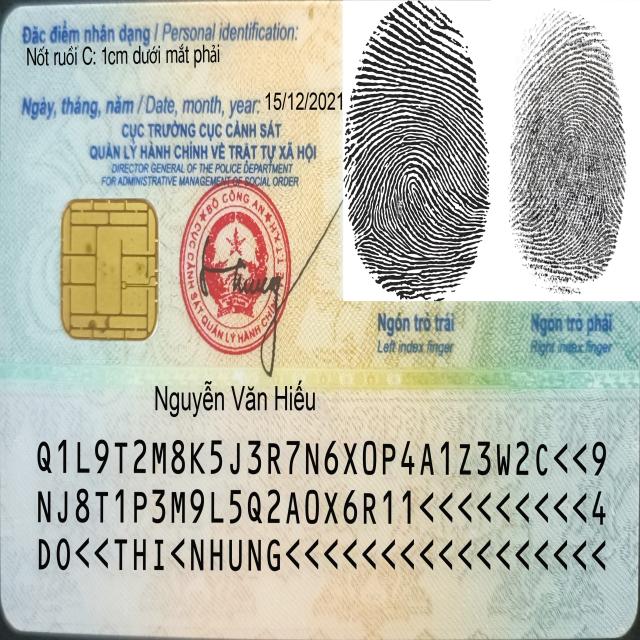 Đặc điểm nhân dạng / Personal identification:
Nốt ruồi C: 1cm dưới mắt phải
Ngày, tháng, năm / Date, month, year: 15/12/2021
CỤC TRƯỞNG CỤC CẢNH SÁT
QUẢN LÝ HÀNH CHÍNH VỀ TRẬT TỰ XÃ HỘI
DIRECTOR GENERAL OF THE POLICE DEPARTMENT
FOR ADMINISTRATIVE MANAGEMENT OF SOCIAL ORDER
BỘ CÔNG AN
CỤC CẢNH SÁT QUẢN LÝ HÀNH CHÍNH
Ngón trỏ trái
Left index finger
Ngón trỏ phải
Right index finger
Nguyễn Văn Hiếu
Q1L9T2M8K5J3R7N6XOP4A1Z3W2C<<9
NJ8T1P3M9L5Q2AOX6R11<<<<<<<<<4
DO<<THI<NHUNG<<<<<<<<<<<<<<<<<